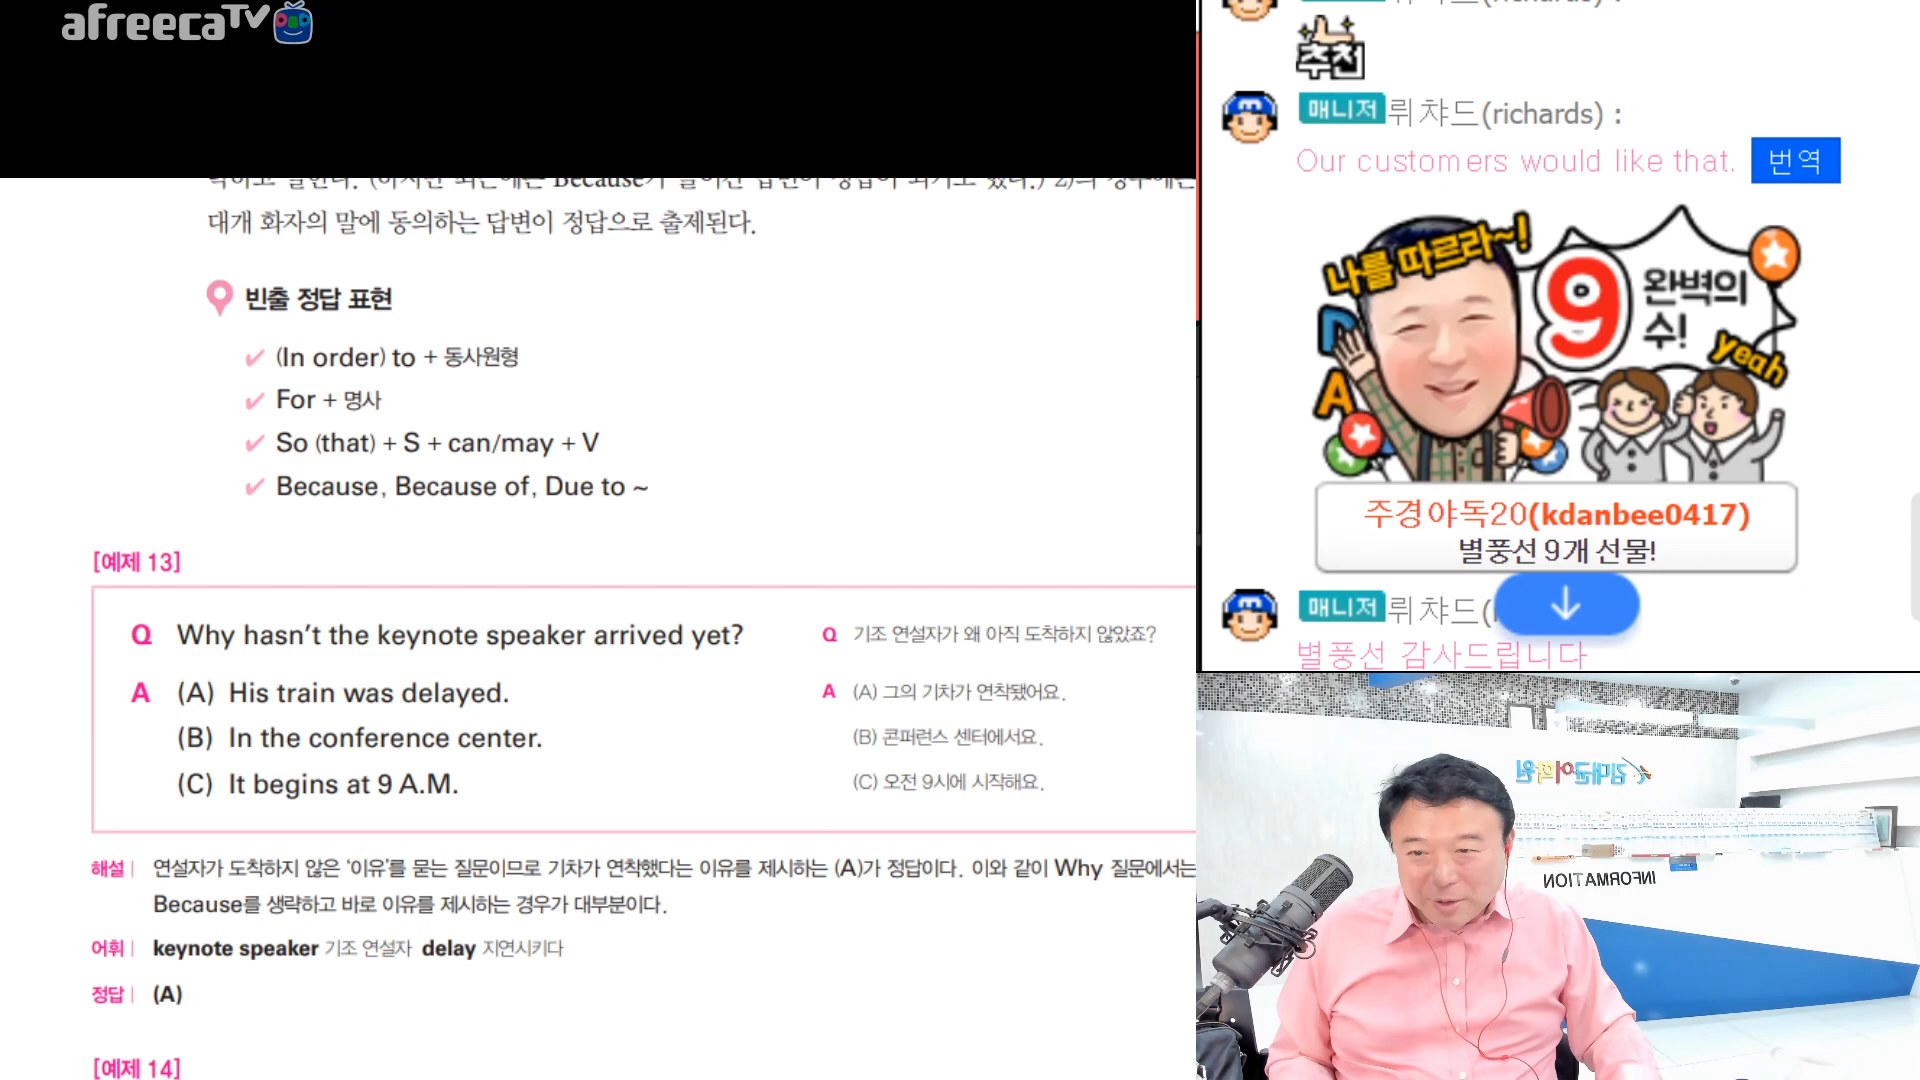 afreecaTV
대개 화자의 말에 동의하는 답변이 정답으로 출제된다.
빈출 정답 표현
✔ (In order) to + 동사원형
✔ For + 명사
✔ So (that) + S + can/may + V
✔ Because, Because of, Due to ~
[예제 13]
Q Why hasn't the keynote speaker arrived yet?
A (A) His train was delayed.
(B) In the conference center.
(C) It begins at 9 A.M.
Q 기조 연설자가 왜 아직 도착하지 않았죠?
A (A) 그의 기차가 연착됐어요.
(B) 콘퍼런스 센터에서요.
(C) 오전 9시에 시작해요.
해설 | 연설자가 도착하지 않은 '이유'를 묻는 질문이므로 기차가 연착했다는 이유를 제시하는 (A)가 정답이다. 이와 같이 Why 질문에서는
Because를 생략하고 바로 이유를 제시하는 경우가 대부분이다.
어휘 | keynote speaker 기조 연설자 delay 지연시키다
정답 | (A)
[예제 14]
추천
매니저 뤼챠드(richards) :
Our customers would like that. 번역
나를 따르라~!
9
완벽의
수!
yeah
주경야독20(kdanbee0417)
별풍선 9개 선물!
매니저 뤼챠드(
별풍선 감사드립니다
김대균어학원
INFORMATION